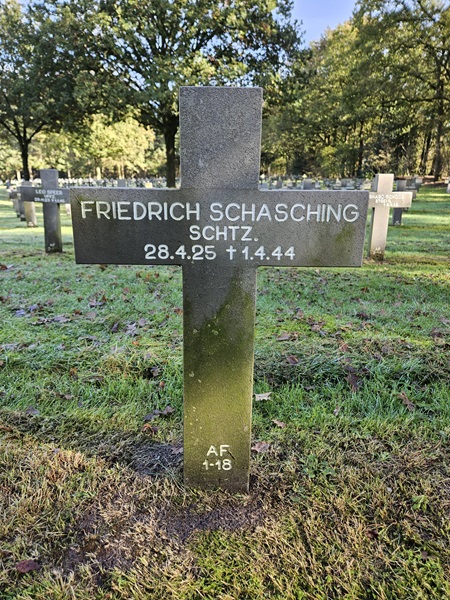 FRIEDRICH SCHASCHING
SCHTZ.
28.4.25 † 1.4.44
AF
1-18